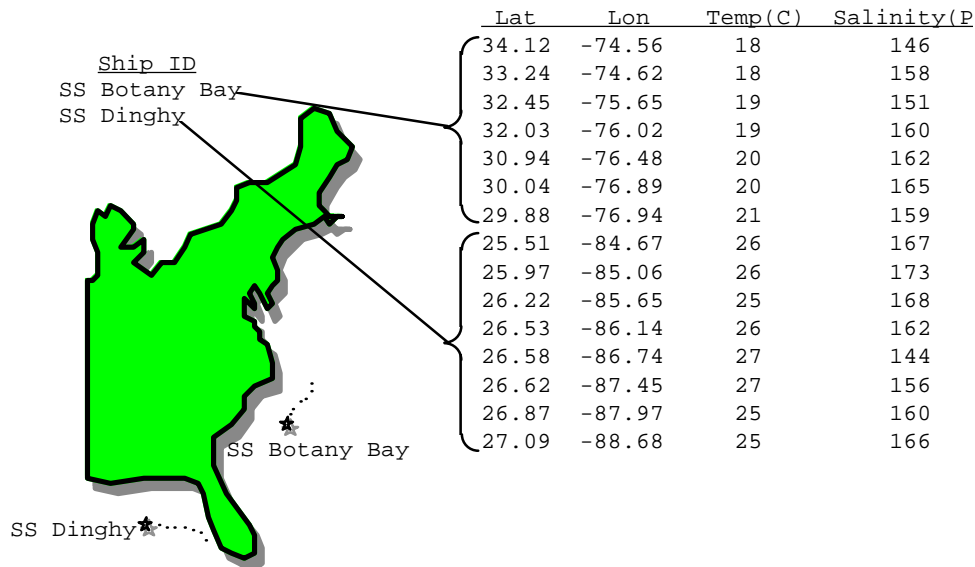 Lat Lon Temp(C) Salinity(P
34.12 -74.56 18 146
33.24 -74.62 18 158
32.45 -75.65 19 151
32.03 -76.02 19 160
30.94 -76.48 20 162
30.04 -76.89 20 165
29.88 -76.94 21 159
25.51 -84.67 26 167
25.97 -85.06 26 173
26.22 -85.65 25 168
26.53 -86.14 26 162
26.58 -86.74 27 144
26.62 -87.45 27 156
26.87 -87.97 25 160
27.09 -88.68 25 166
Ship ID
SS Botany Bay
SS Dinghy
SS Botany Bay
SS Dinghy